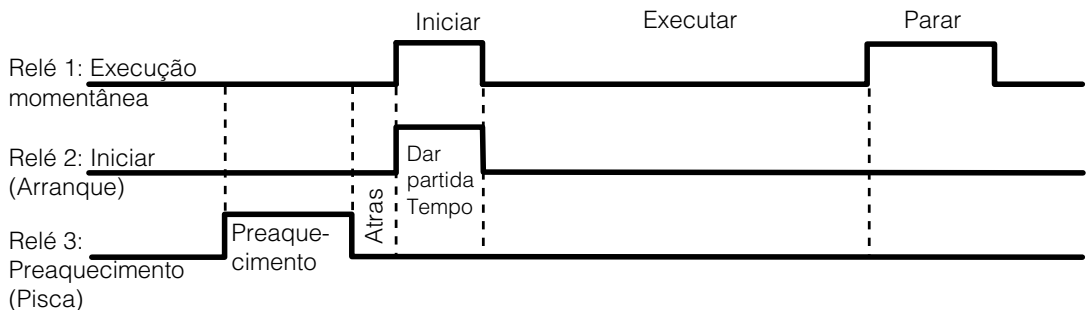 Iniciar
Executar
Parar
Relé 1: Execução
momentânea
Relé 2: Iniciar
(Arranque)
Dar
partida
Tempo
Atras
Relé 3:
Preaquecimento
(Pisca)
Preaque-
cimento